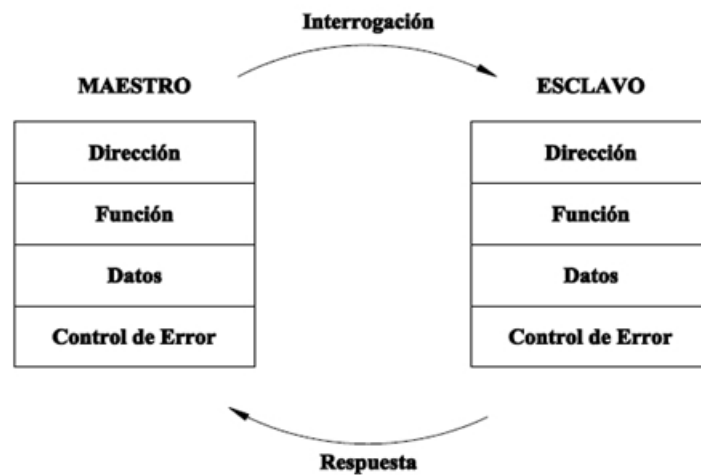 Interrogación
MAESTRO
ESCLAVO
Dirección
Función
Datos
Control de Error
Dirección
Función
Datos
Control de Error
Respuesta